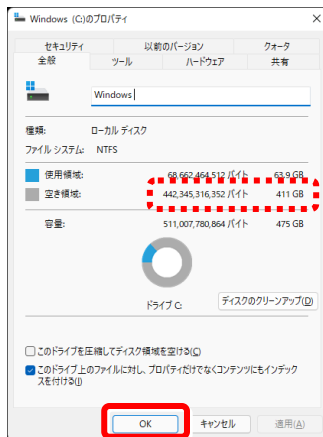 Windows (C:)のプロパティ
セキュリティ 以前のバージョン クォータ
全般 ツール ハードウェア 共有
Windows
種類: ローカル ディスク
ファイル システム: NTFS
使用領域: 68,662,464,512 バイト 63.9 GB
空き領域: 442,345,316,352 バイト 411 GB
容量: 511,007,780,864 バイト 475 GB
ドライブ C: ディスクのクリーンアップ(D)
このドライブを圧縮してディスク領域を空ける(C)
このドライブ上のファイルに対し、プロパティだけでなくコンテンツにもインデック
スを付ける(I)
OK キャンセル 適用(A)